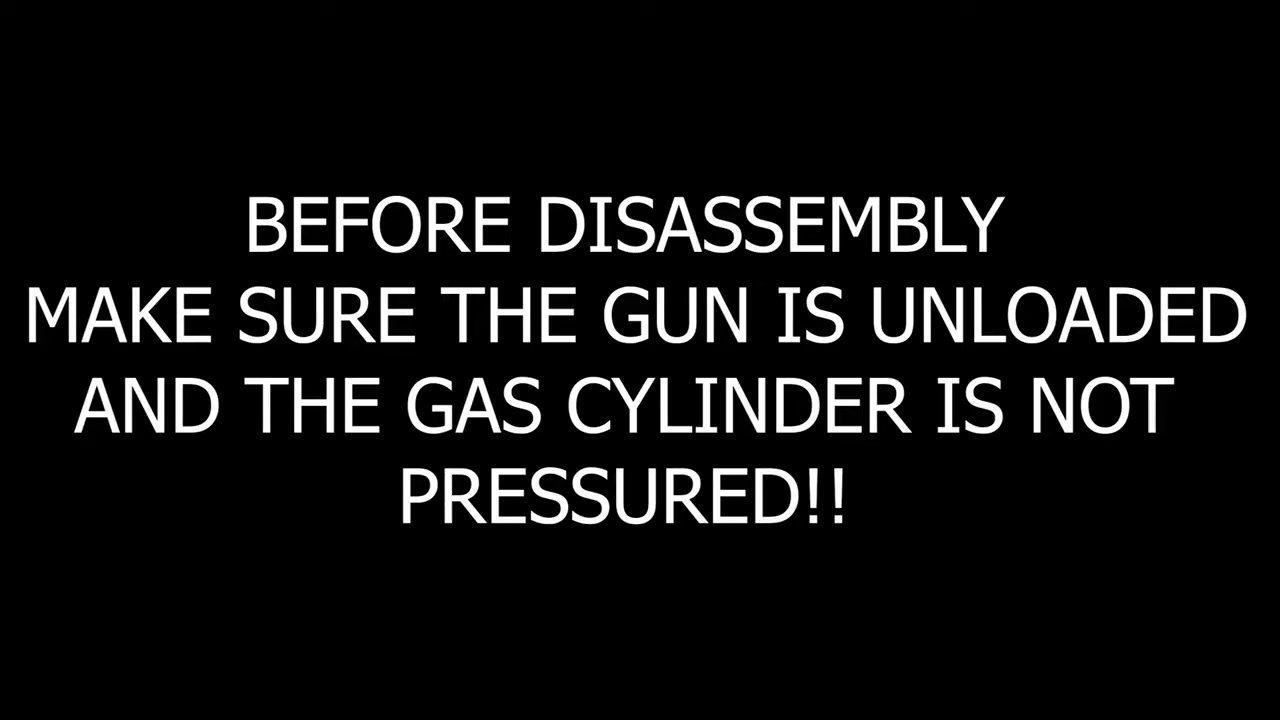 BEFORE DISASSEMBLY
MAKE SURE THE GUN IS UNLOADED
AND THE GAS CYLINDER IS NOT
PRESSURED!!